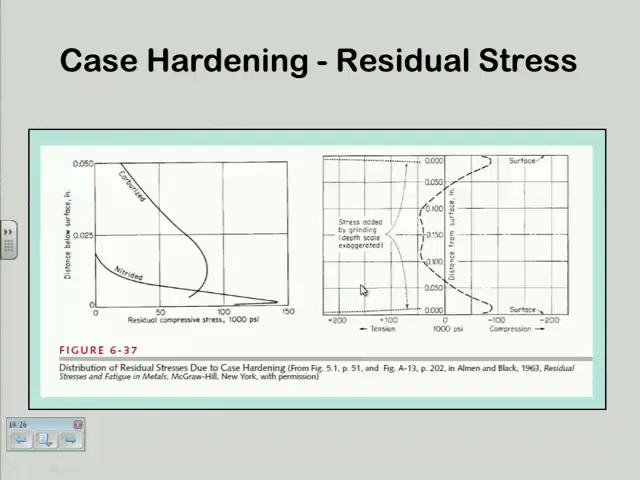 Case Hardening - Residual Stress
0.050
0.025
0
Distance below surface, in.
Carburized
Nitrided
0
50
100
150
Residual compressive stress, 1000 psi
Stress added
by grinding
(depth scale
exaggerated)
0.000
0.050
0.100
0.150
0.100
0.050
0.000
Distance from surface, in.
Surface
Surface
+200
+100
0
-100
-200
← Tension
1000 psi
Compression →
FIGURE 6-37
Distribution of Residual Stresses Due to Case Hardening (From Fig. 5.1, p. 51, and Fig. A-13, p. 202, in Almen and Black, 1963, Residual
Stresses and Fatigue in Metals, McGraw-Hill, New York, with permission)